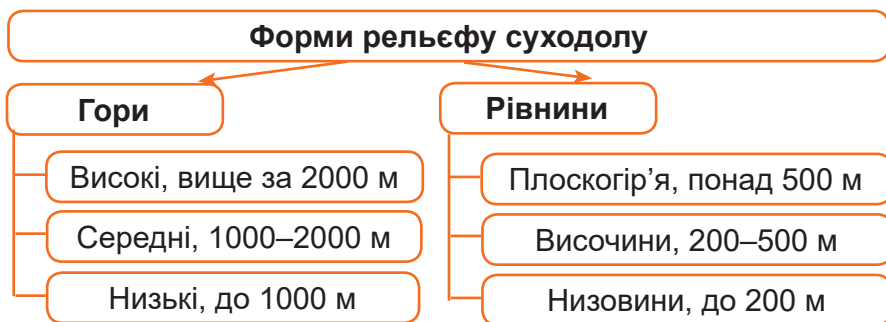 Форми рельєфу суходолу
Гори
Високі, вище за 2000 м
Середні, 1000–2000 м
Низькі, до 1000 м
Рівнини
Плоскогір’я, понад 500 м
Височини, 200–500 м
Низовини, до 200 м